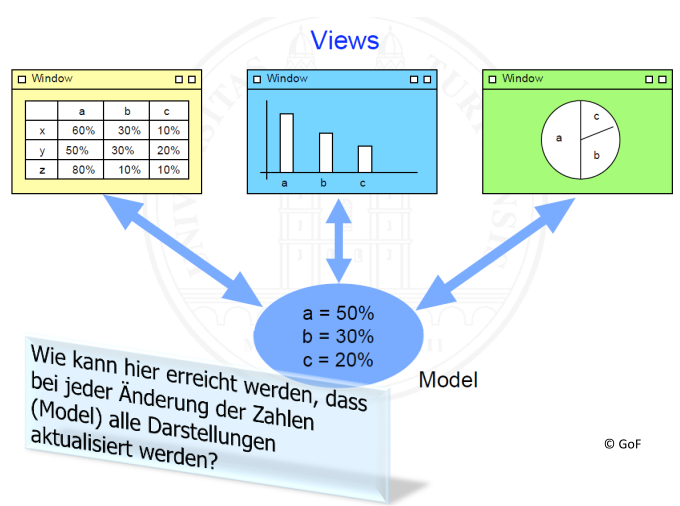 Views
Window
a b c
x 60% 30% 10%
y 50% 30% 20%
z 80% 10% 10%
Window
a b c
Window
a
c
b
a = 50%
b = 30%
c = 20%
Model
Wie kann hier erreicht werden, dass
bei jeder Änderung der Zahlen
(Model) alle Darstellungen
aktualisiert werden?
© GoF